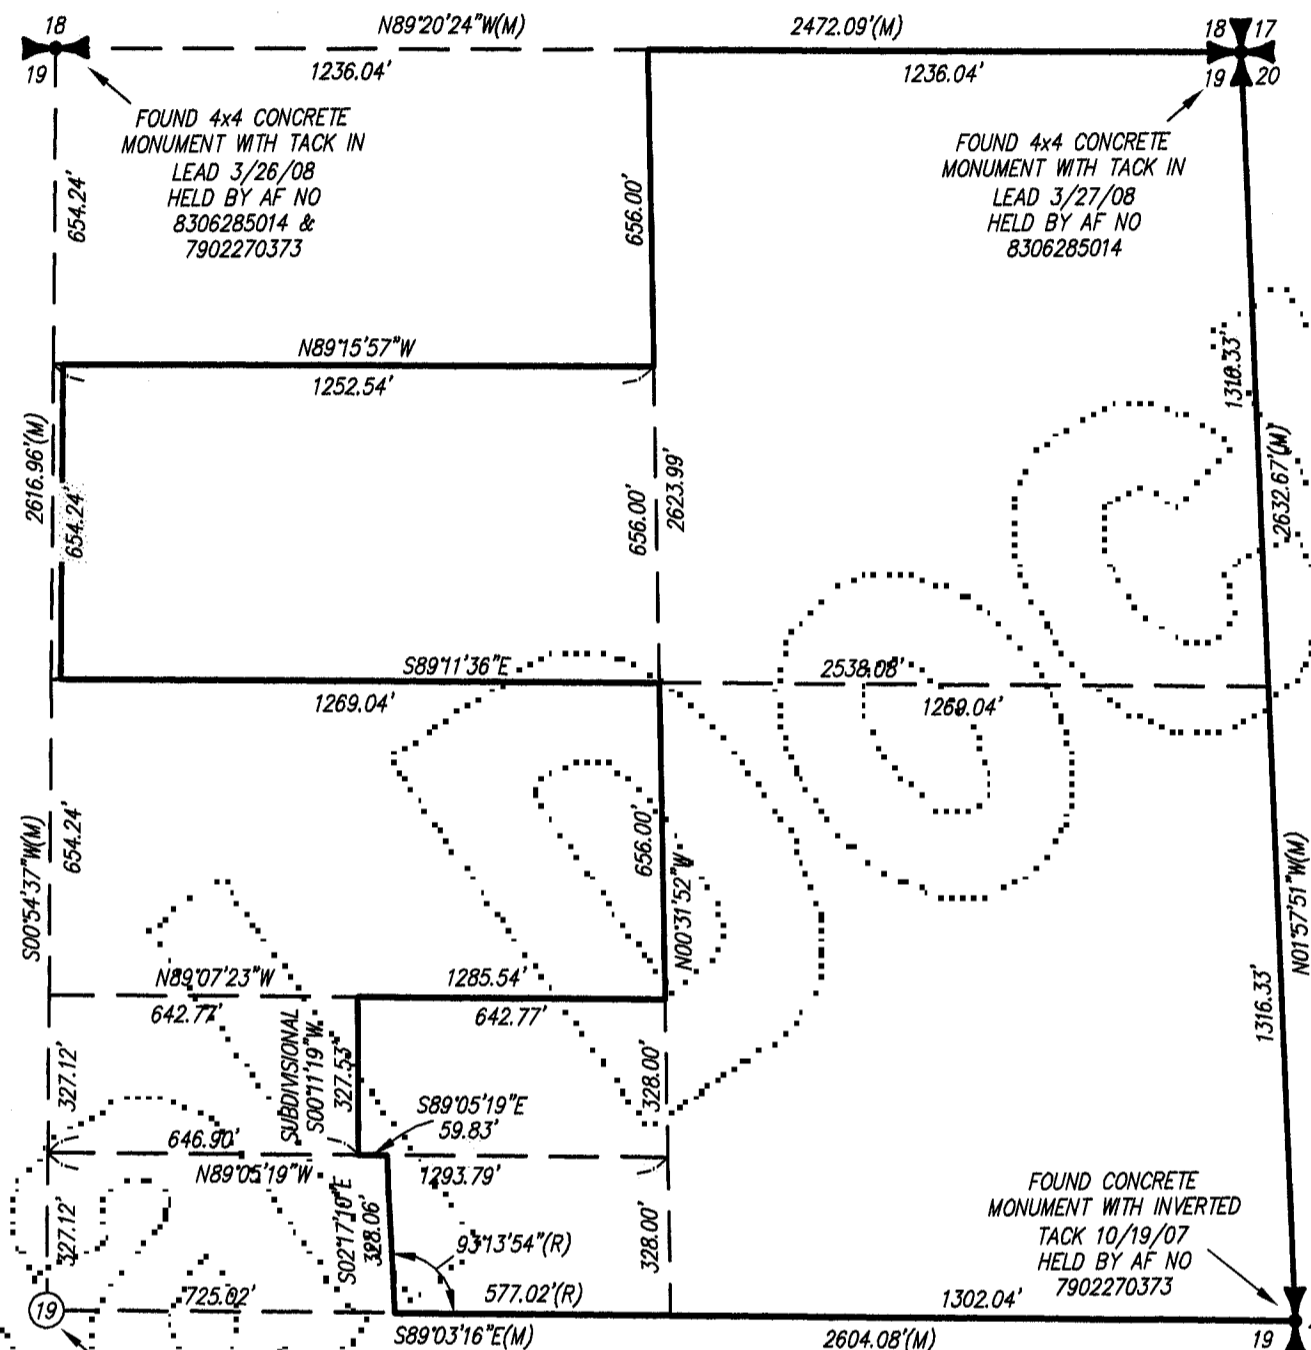 18
N89°20'24"W(M)
2472.09'(M)
18
17
19
1236.04'
1236.04'
19
20
FOUND 4x4 CONCRETE
MONUMENT WITH TACK IN
LEAD 3/26/08
HELD BY AF NO
8306285014 &
7902270373
FOUND 4x4 CONCRETE
MONUMENT WITH TACK IN
LEAD 3/27/08
HELD BY AF NO
8306285014
654.24'
656.00'
N89°15'57"W
1252.54'
2616.96'(M)
654.24'
656.00'
2623.99'
2632.67'(M)
S89°11'36"E
1269.04'
2538.08'
1269.04'
S00°54'37"W(M)
654.24'
656.00'
N00°31'52"W
N01°57'51"W(M)
N89°07'23"W
1285.54'
642.77'
642.77'
1316.33'
327.12'
SUBDIVISIONAL
S00°11'19"W
327.53'
328.00'
S89°05'19"E
59.83'
646.90'
N89°05'19"W
1293.79'
327.12'
S02°17'10"E
328.06'
93°13'54"(R)
328.00'
FOUND CONCRETE
MONUMENT WITH INVERTED
TACK 10/19/07
HELD BY AF NO
7902270373
19
725.02'
577.02'(R)
1302.04'
S89°03'16"E(M)
2604.08'(M)
19